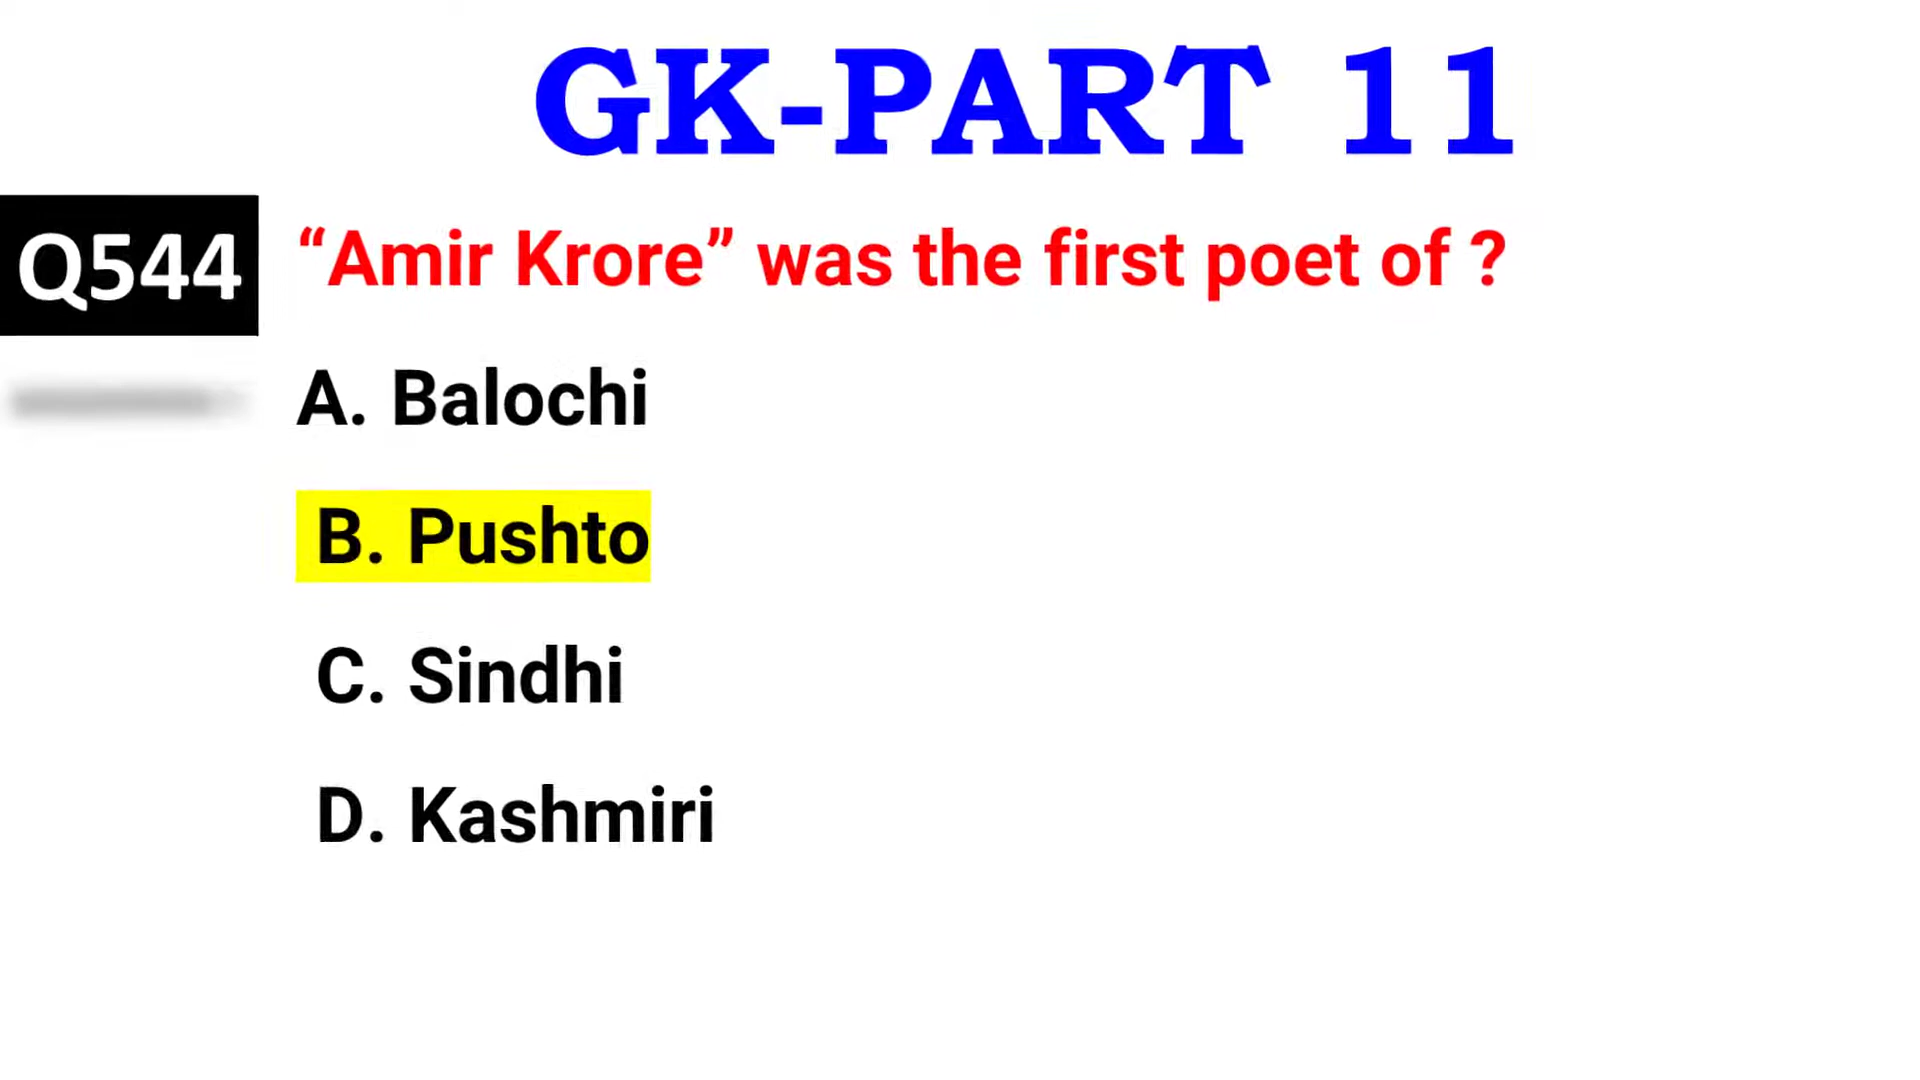 GK-PART 11
Q544 “Amir Krore” was the first poet of ?
A. Balochi
B. Pushto
C. Sindhi
D. Kashmiri